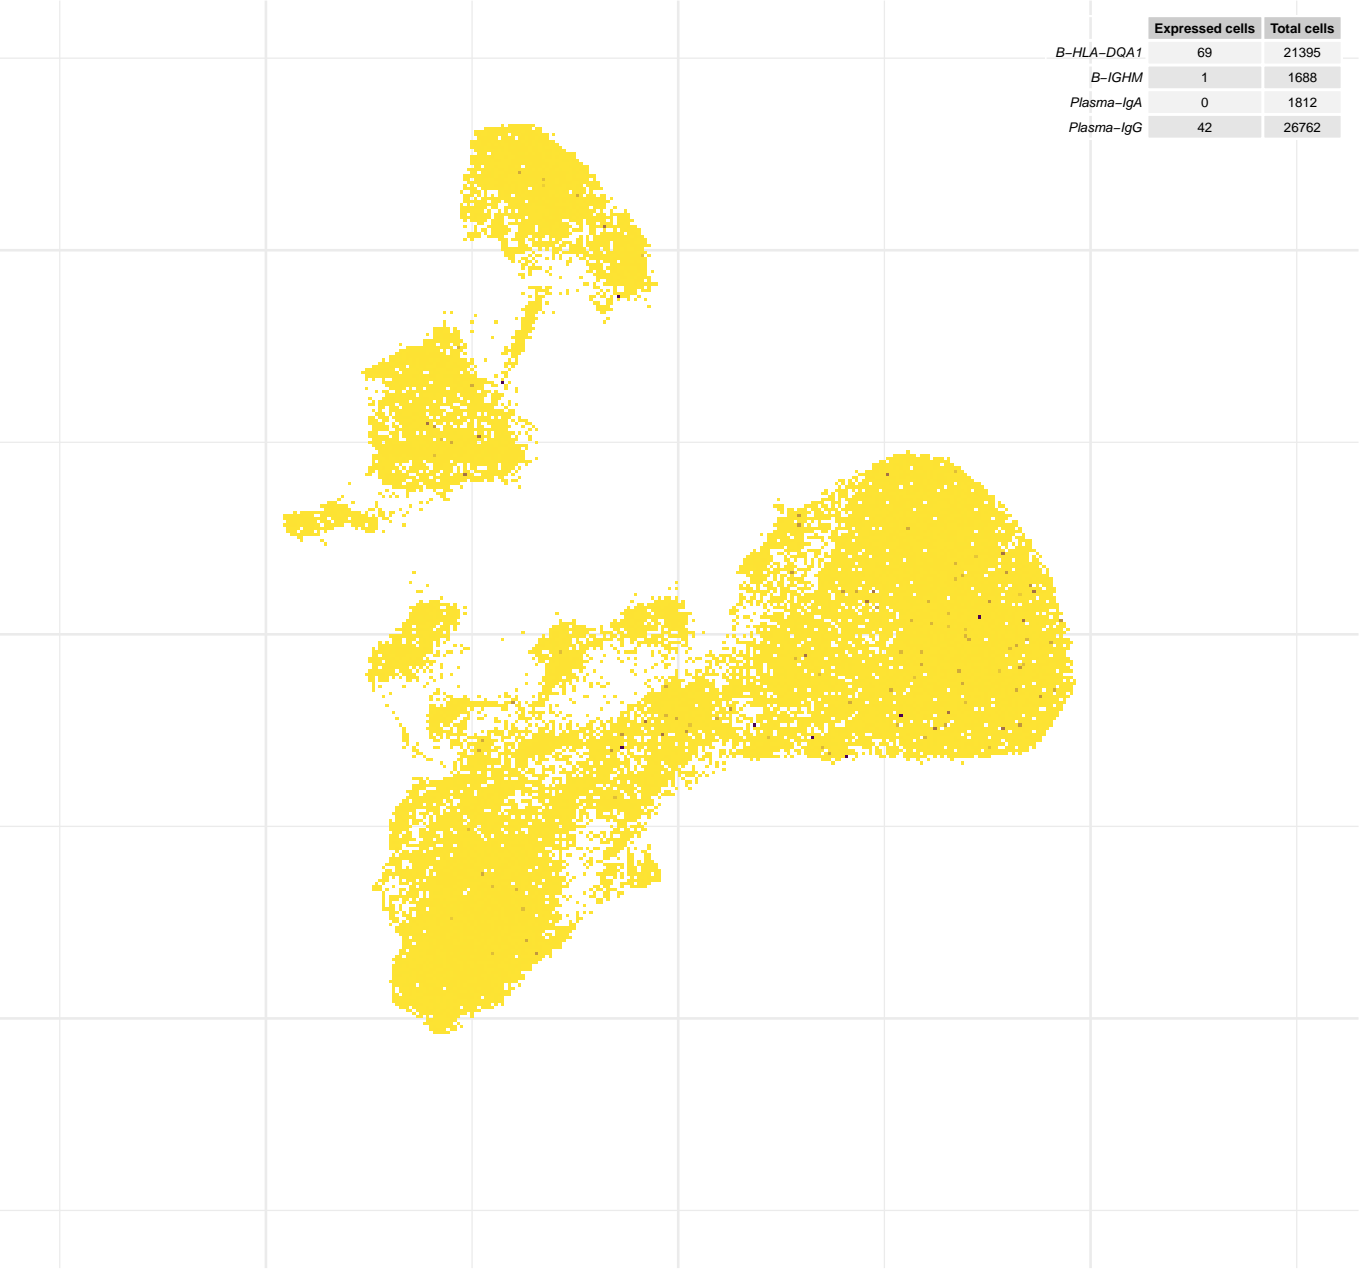 Expressed cells Total cells
B−HLA−DQA1 69 21395
B−IGHM 1 1688
Plasma−IgA 0 1812
Plasma−IgG 42 26762